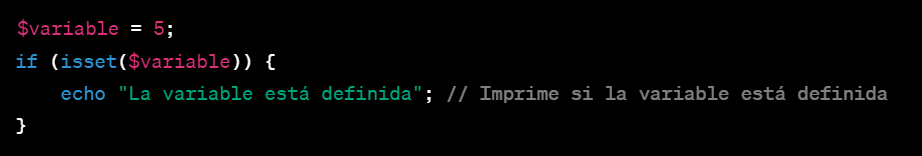 $variable = 5;
if (isset($variable)) {
    echo "La variable está definida"; // Imprime si la variable está definida
}